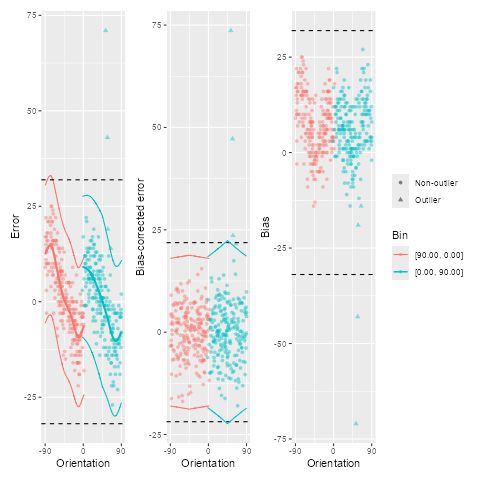 Error
75
50
25
0
-25
-90
0
90
Orientation
Bias-corrected error
75
50
25
0
-25
-90
0
90
Orientation
Bias
25
0
-25
-50
-75
-90
0
90
Orientation
Non-outlier
Outlier
Bin
[90.00, 0.00]
[0.00, 90.00]